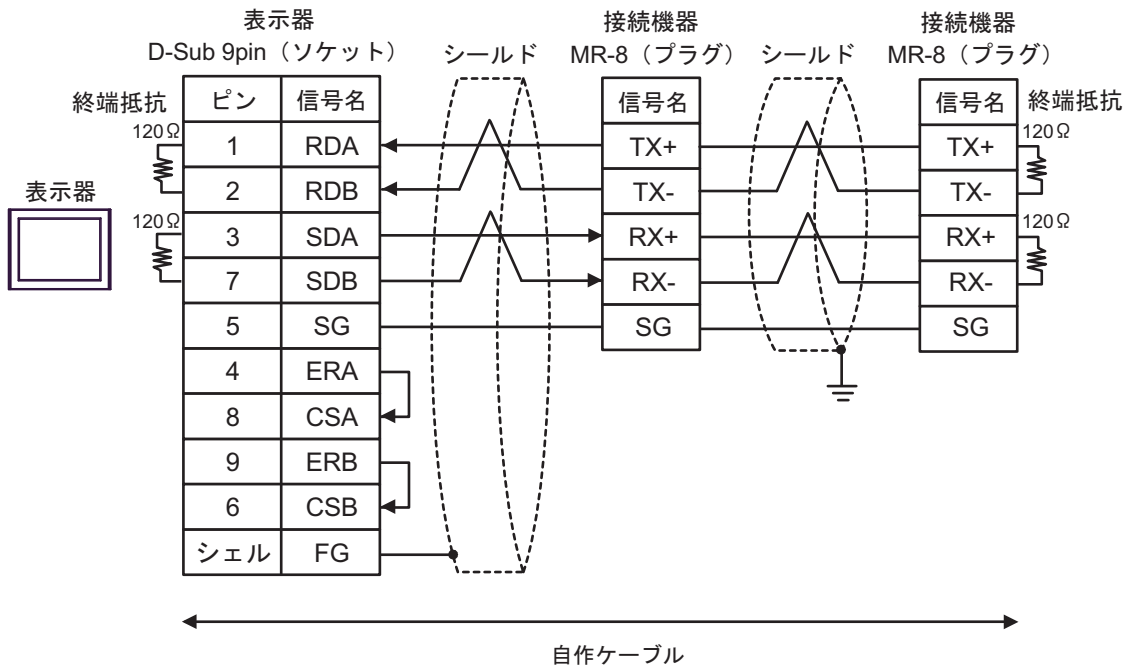 表示器
D-Sub 9pin（ソケット）
シールド
接続機器
MR-8（プラグ）
シールド
接続機器
MR-8（プラグ）
終端抵抗
ピン 信号名
信号名
信号名
終端抵抗
120Ω
1 RDA
TX+
TX+
120Ω
2 RDB
TX-
TX-
表示器
120Ω
3 SDA
RX+
RX+
120Ω
7 SDB
RX-
RX-
5 SG
SG
SG
4 ERA
8 CSA
9 ERB
6 CSB
シェル FG
自作ケーブル